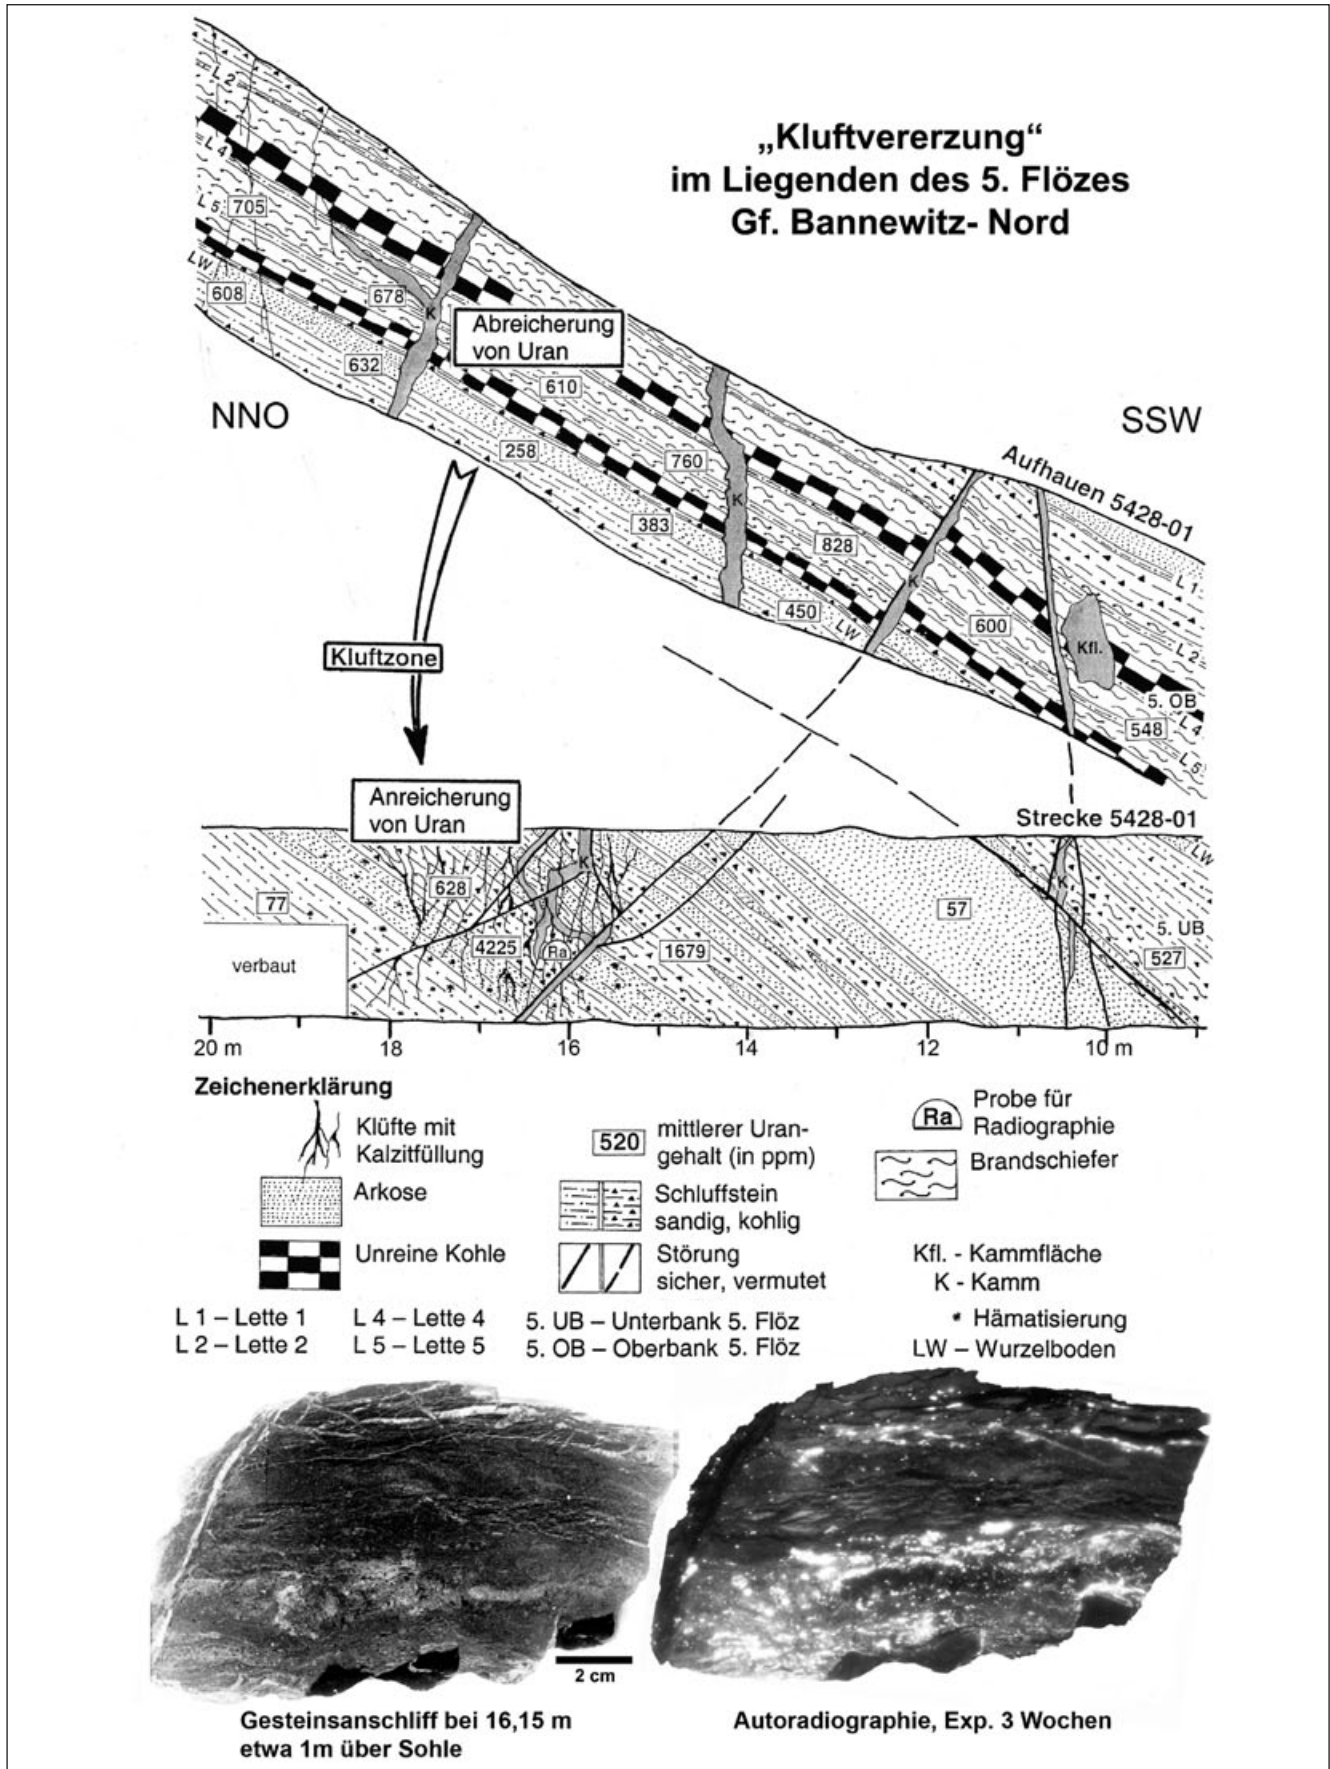 „Kluftvererzung“
im Liegenden des 5. Flözes
Gf. Bannewitz- Nord
L 2
L 4
L 5
705
LW
608
678
K
632
Abreicherung
von Uran
610
NNO
SSW
258
760
K
383
828
450
LW
K
600
Kfl.
Aufhauen 5428-01
L 1
L 2
5. OB
L 4
548
L 5
Kluftzone
Anreicherung
von Uran
Strecke 5428-01
LW
K
K
628
77
57
5. UB
4225
Ra
1679
527
verbaut
20 m
18
16
14
12
10 m
Zeichenerklärung
Klüfte mit
Kalzitfüllung
520
mittlerer Uran-
gehalt (in ppm)
Ra
Probe für
Radiographie
Brandschiefer
Arkose
Schluffstein
sandig, kohlig
Unreine Kohle
Störung
sicher, vermutet
Kfl. - Kammfläche
K - Kamm
L 1 – Lette 1
L 4 – Lette 4
5. UB – Unterbank 5. Flöz
Hämatisierung
L 2 – Lette 2
L 5 – Lette 5
5. OB – Oberbank 5. Flöz
LW – Wurzelboden
2 cm
Gesteinsanschliff bei 16,15 m
etwa 1m über Sohle
Autoradiographie, Exp. 3 Wochen